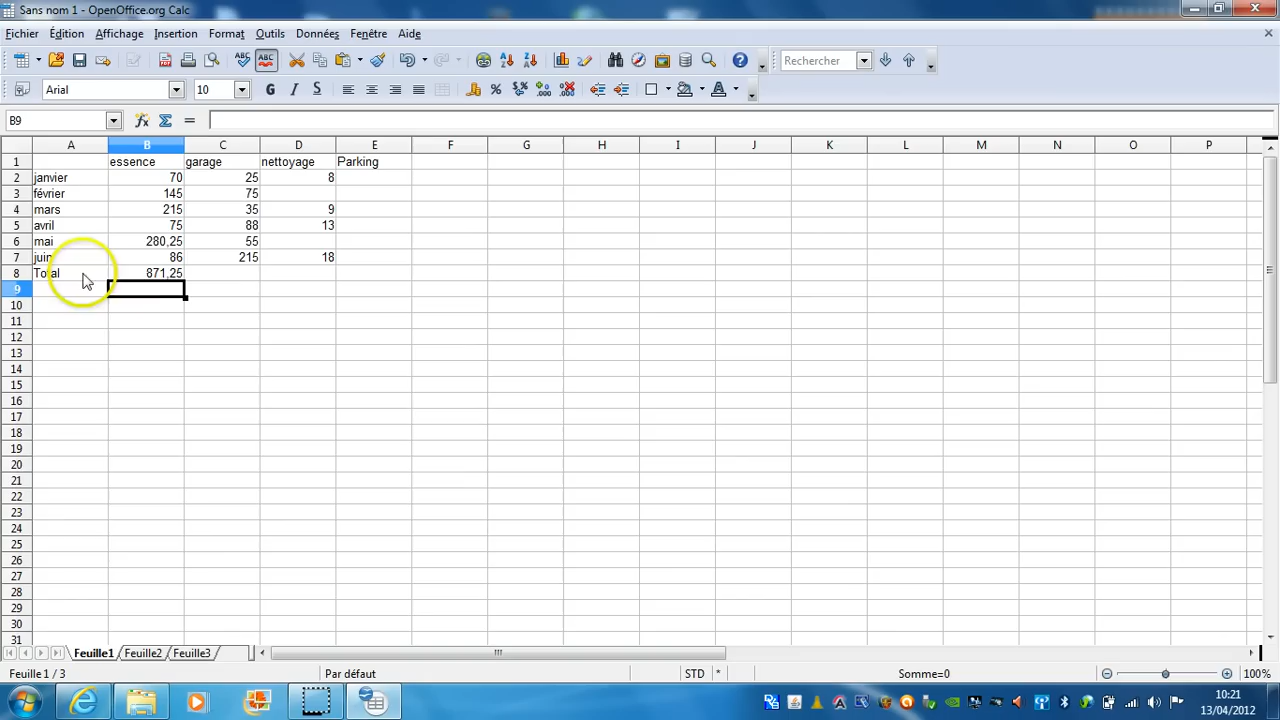 Sans nom 1 - OpenOffice.org Calc
Fichier Édition Affichage Insertion Format Outils Données Fenêtre Aide
ABC ABC Rechercher
Arial 10 G I S
B9
A B C D E F G H I J K L M N O P
1 essence garage nettoyage Parking
2 janvier 70 25 8
3 février 145 75
4 mars 215 35 9
5 avril 75 88 13
6 mai 280,25 55
7 juin 86 215 18
8 Total 871,25
9
10
11
12
13
14
15
16
17
18
19
20
21
22
23
24
25
26
27
28
29
30
31
Feuille1 Feuille2 Feuille3
Feuille 1 / 3 Par défaut STD * Somme=0 100%
10:21
13/04/2012